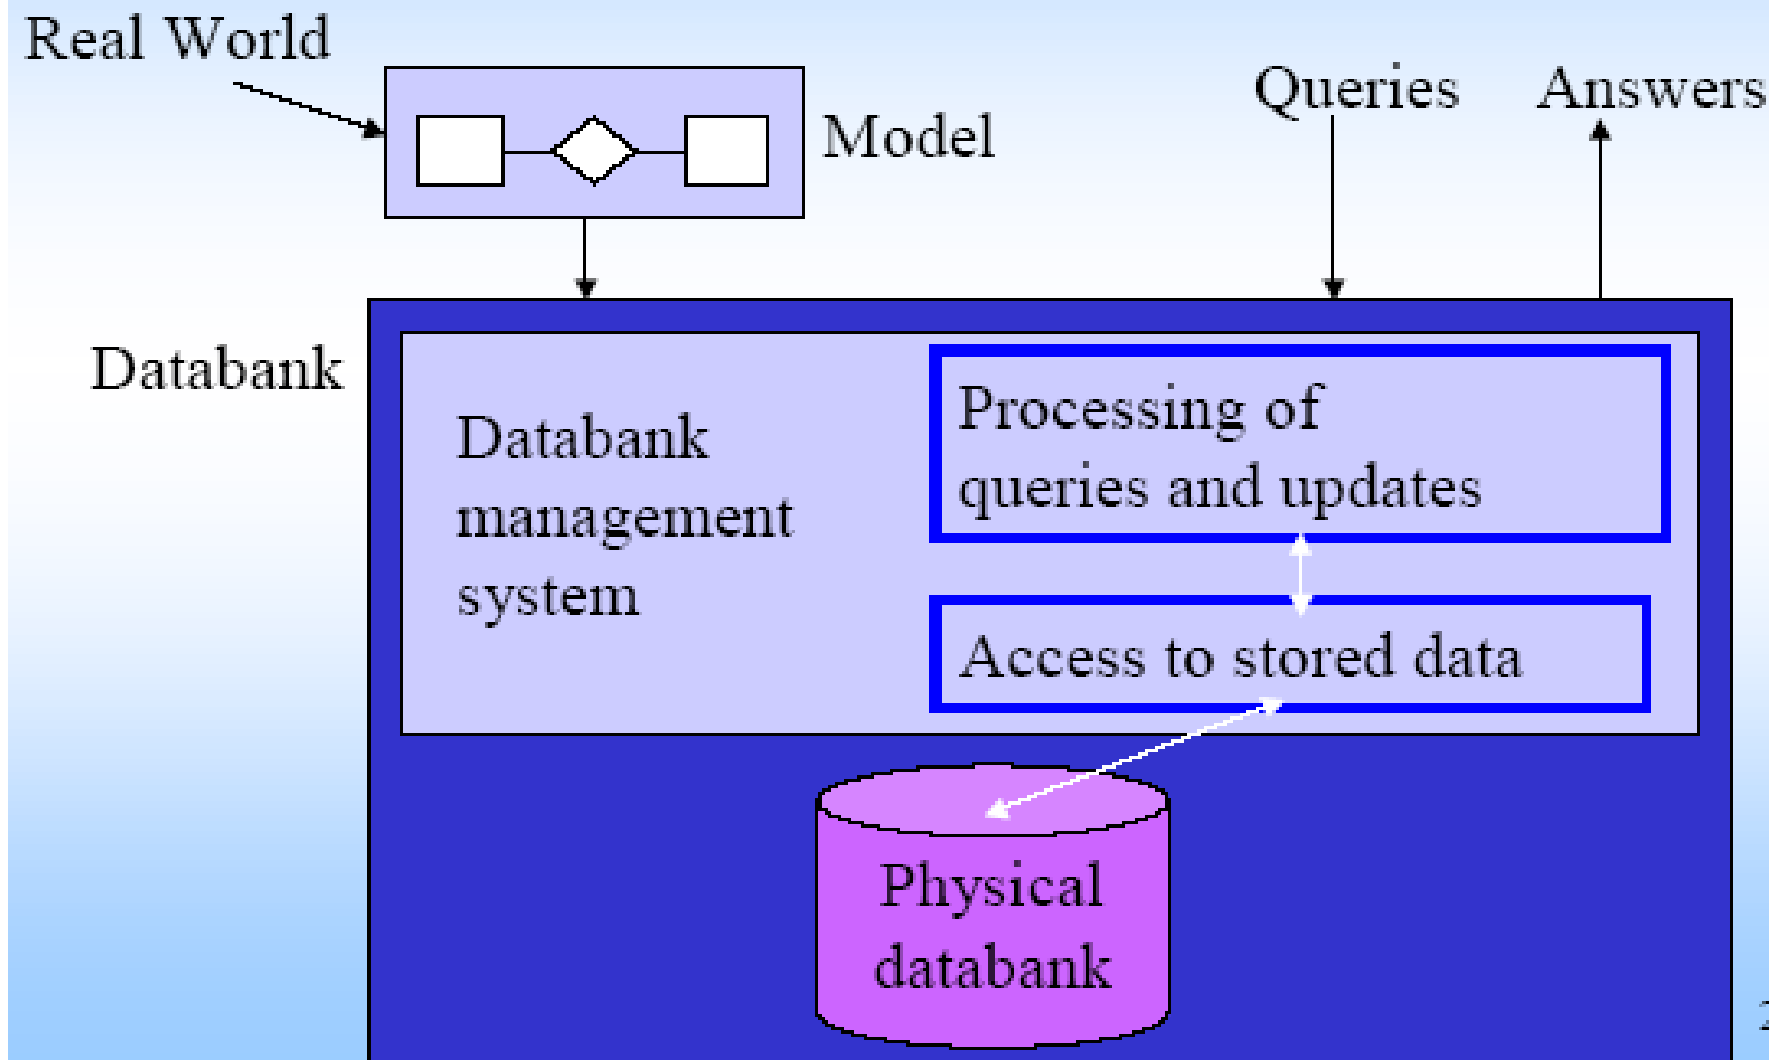 Real World
Model
Queries
Answers
Databank
Databank
management
system
Processing of
queries and updates
Access to stored data
Physical
databank
2